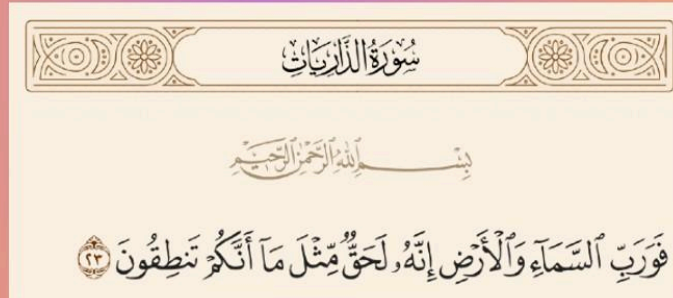 سُورَةُ الذَّارِيَاتِ
بِسْمِ ٱللَّهِ ٱلرَّحْمَٰنِ ٱلرَّحِيمِ
فَوَرَبِّ ٱلسَّمَآءِ وَٱلْأَرْضِ إِنَّهُۥ لَحَقٌّ مِّثْلَ مَآ أَنَّكُمْ تَنطِقُونَ ٢٣